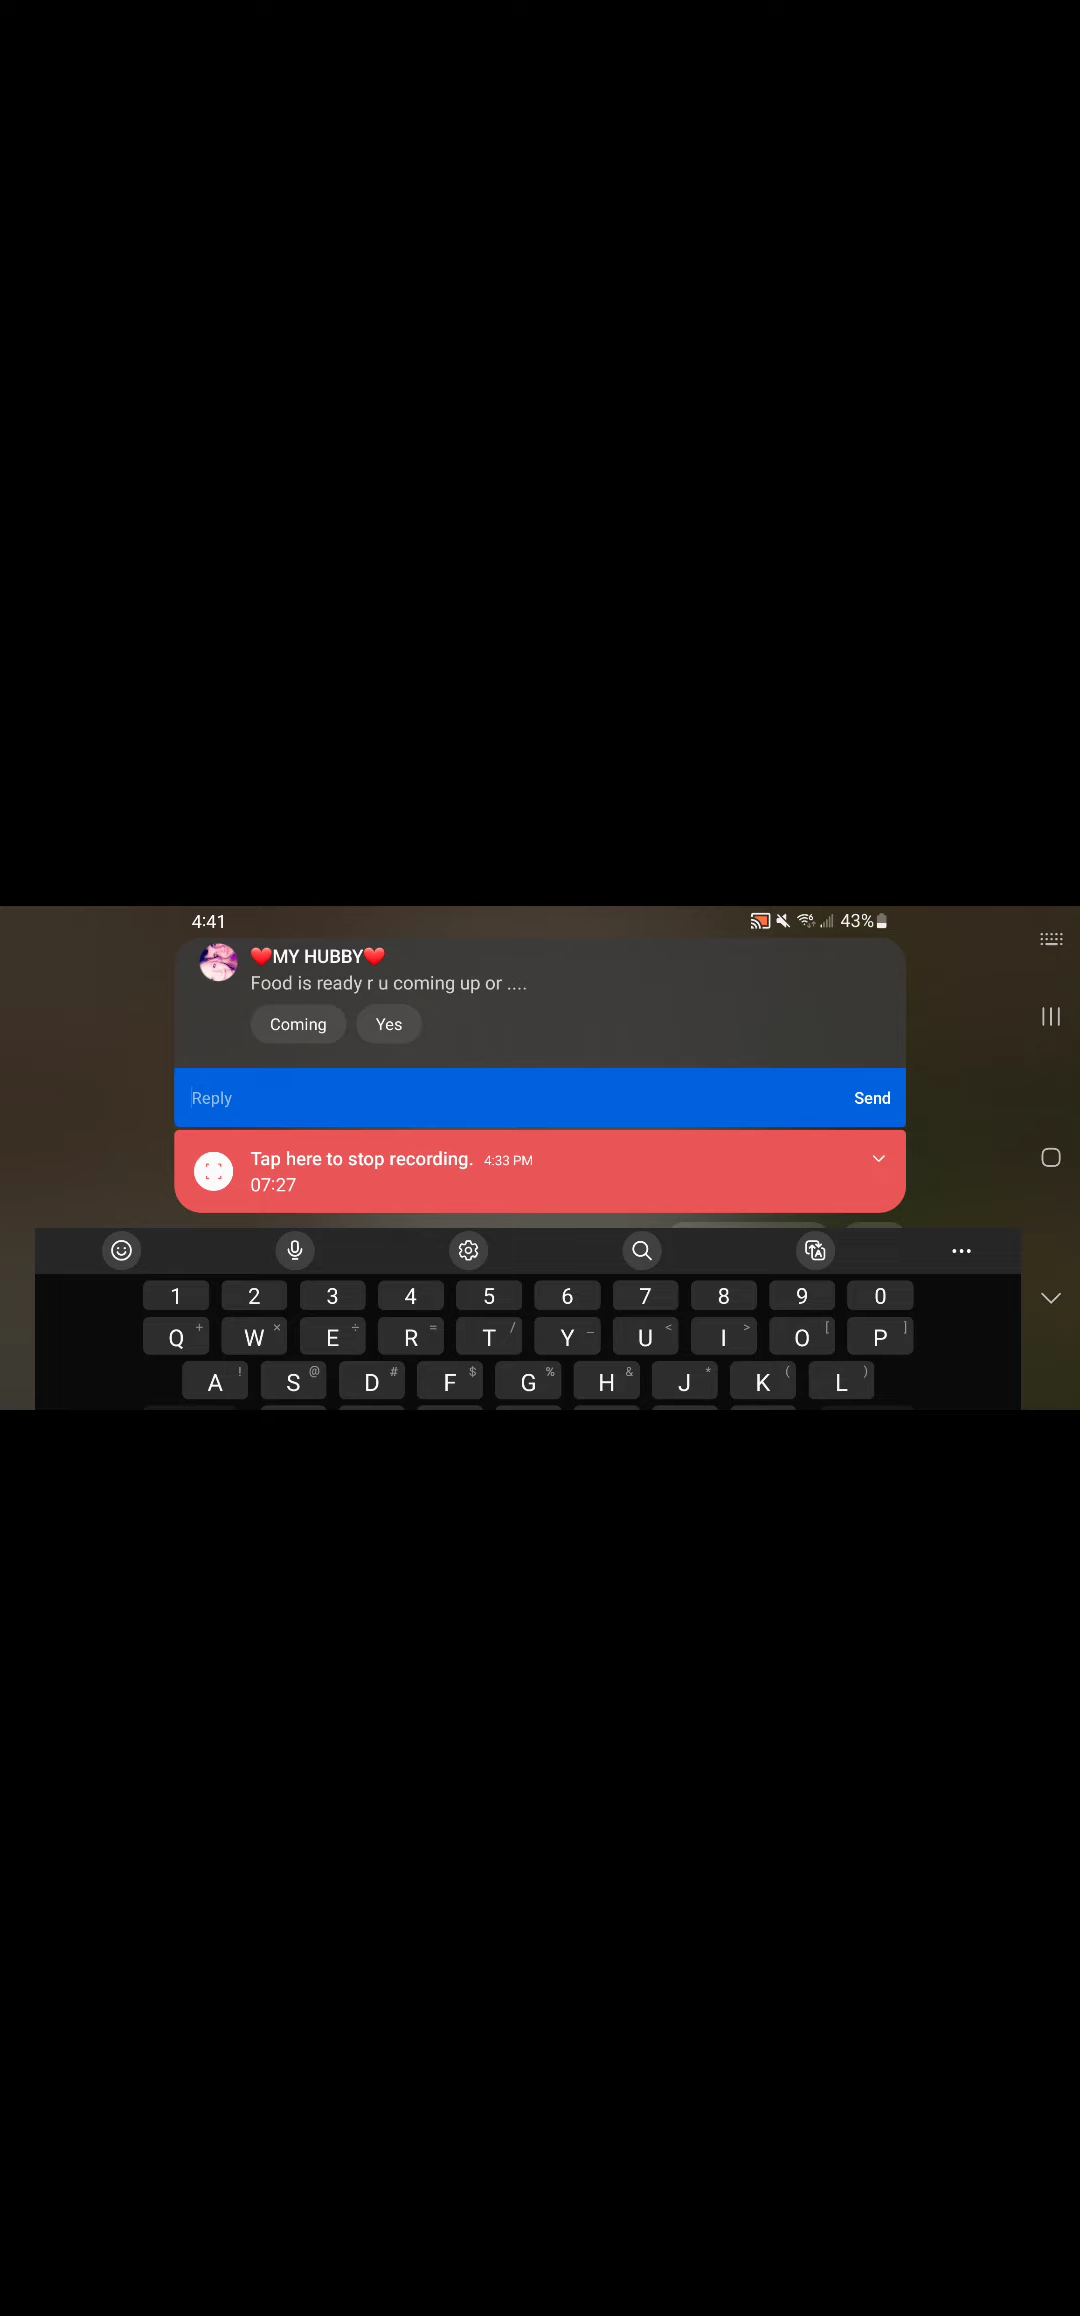 4:41
43%
❤️MY HUBBY❤️
Food is ready r u coming up or ....
Coming Yes
Reply Send
Tap here to stop recording. 4:33 PM
07:27
1 2 3 4 5 6 7 8 9 0
Q + W × E ÷ R = T / Y _ U < I > O [ P ]
A ! S @ D # F $ G % H & J * K ( L )